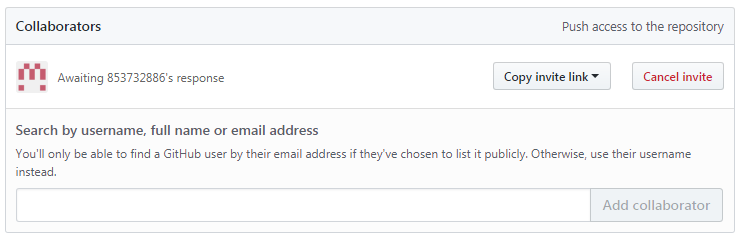 Collaborators
Push access to the repository
Awaiting 853732886's response
Copy invite link
Cancel invite
Search by username, full name or email address
You'll only be able to find a GitHub user by their email address if they've chosen to list it publicly. Otherwise, use their username
instead.
Add collaborator